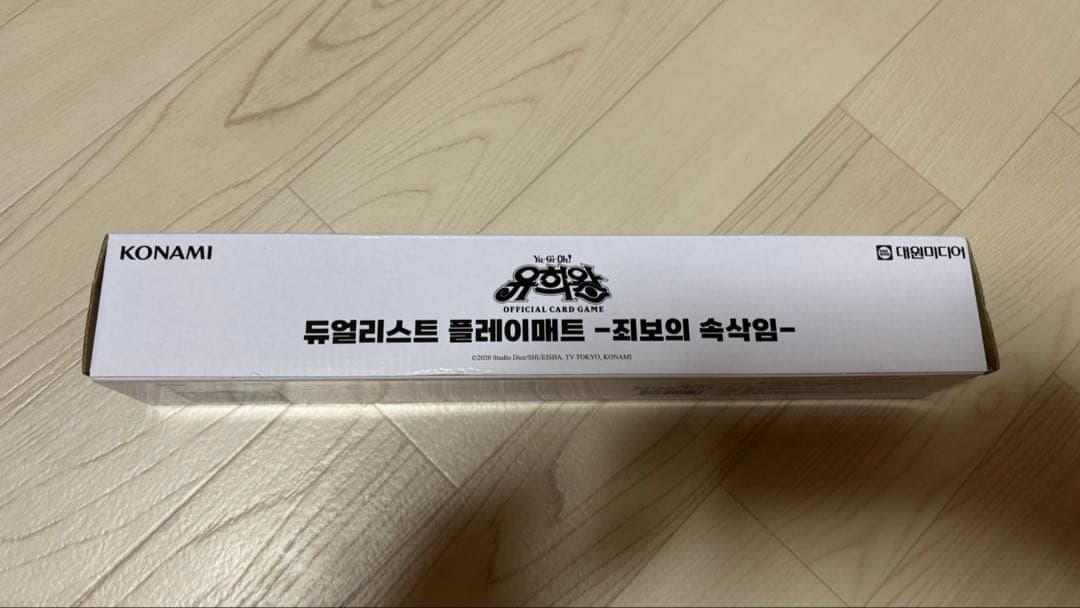 KONAMI
대원미디어
Yu-Gi-Oh!
유희왕
OFFICIAL CARD GAME
듀얼리스트 플레이매트 -죄보의 속삭임-
©2020 Studio Dice/SHUEISHA, TV TOKYO, KONAMI